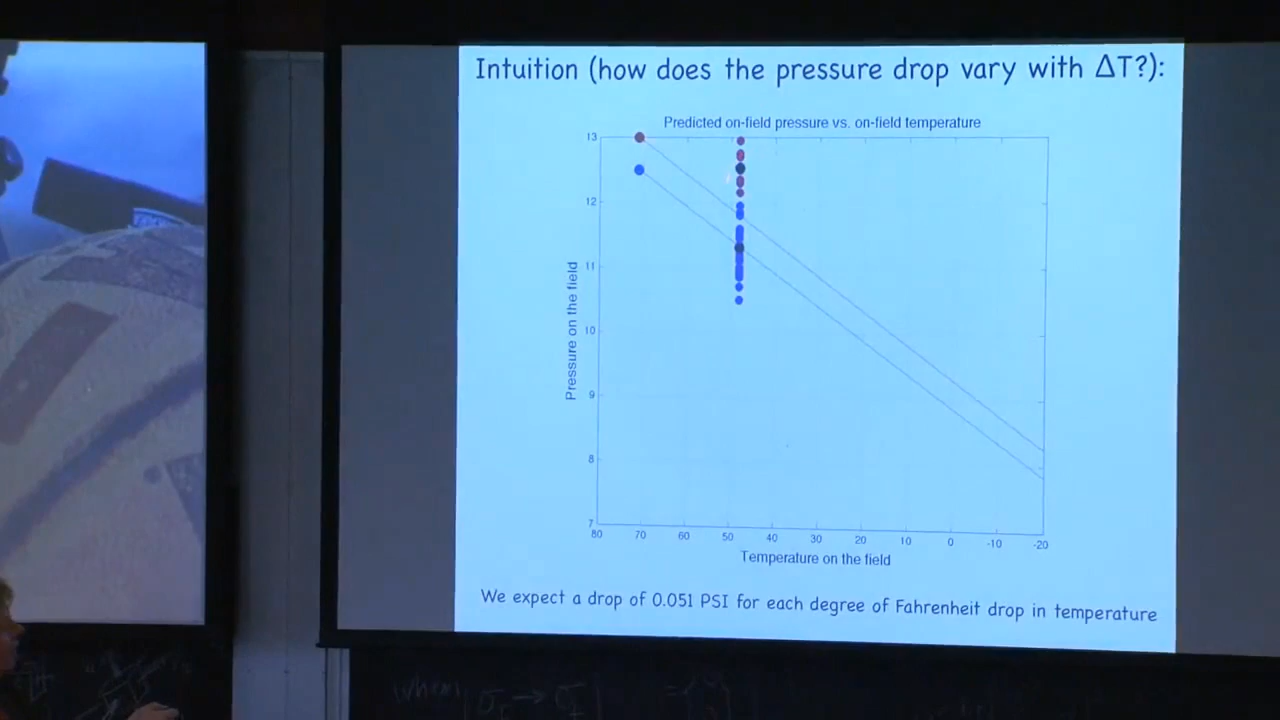 Intuition (how does the pressure drop vary with ΔT?):
Predicted on-field pressure vs. on-field temperature
13
12
11
10
9
8
7
Pressure on the field
80 70 60 50 40 30 20 10 0 -10 -20
Temperature on the field
We expect a drop of 0.051 PSI for each degree of Fahrenheit drop in temperature
when